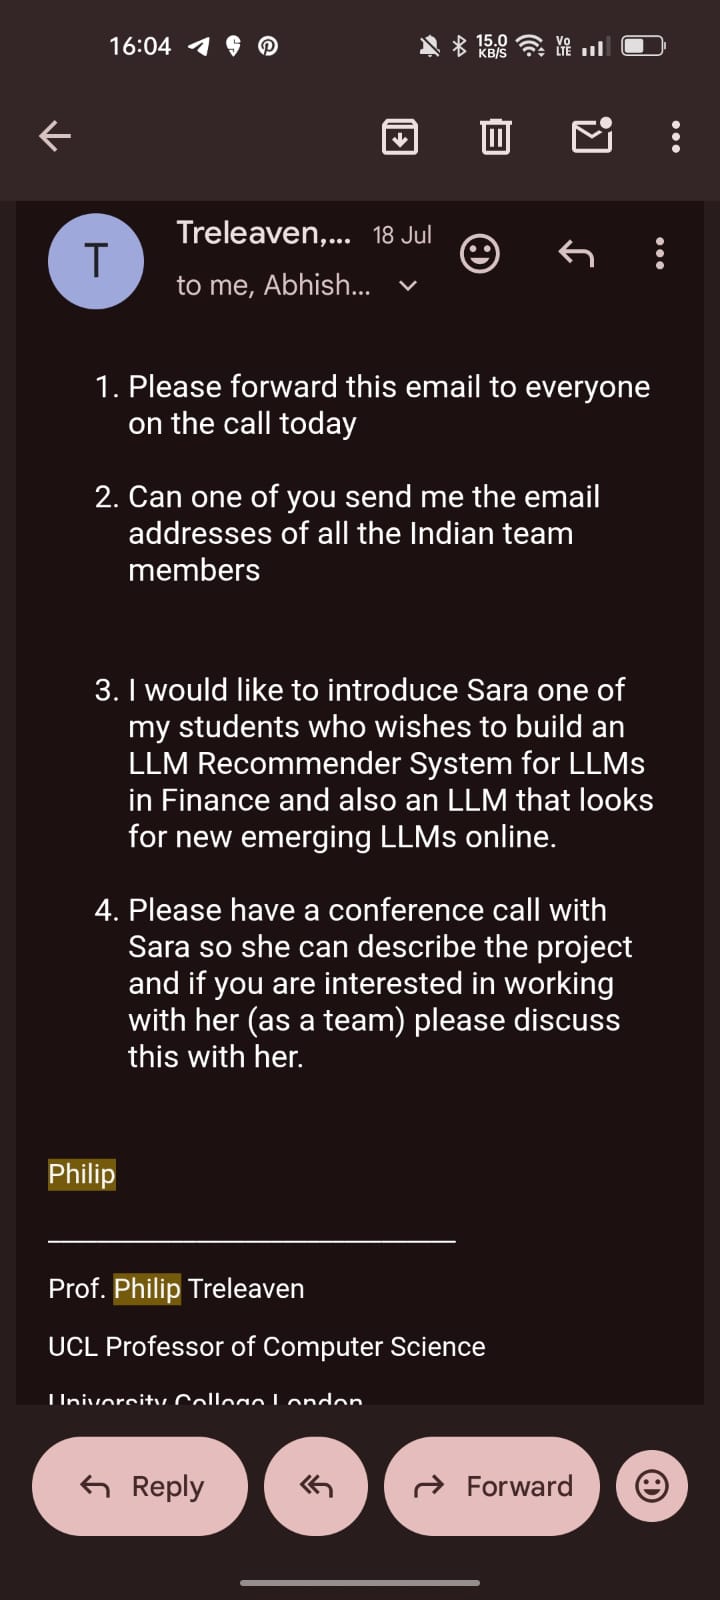 16:04
15.0
KB/S
Vo
LTE
T
Treleaven,... 18 Jul
to me, Abhish...
1. Please forward this email to everyone
on the call today
2. Can one of you send me the email
addresses of all the Indian team
members
3. I would like to introduce Sara one of
my students who wishes to build an
LLM Recommender System for LLMs
in Finance and also an LLM that looks
for new emerging LLMs online.
4. Please have a conference call with
Sara so she can describe the project
and if you are interested in working
with her (as a team) please discuss
this with her.
Philip
Prof. Philip Treleaven
UCL Professor of Computer Science
University College London
Reply
Forward